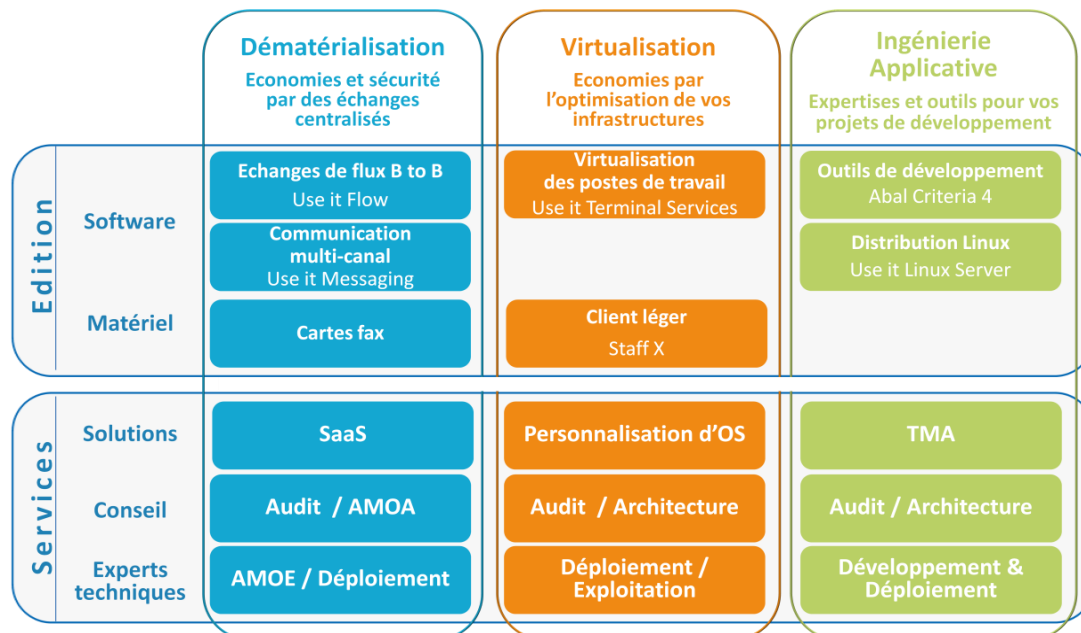 Dématérialisation
Economies et sécurité
par des échanges
centralisés
Virtualisation
Economies par
l'optimisation de vos
infrastructures
Ingénierie
Applicative
Expertises et outils pour vos
projets de développement
Edition
Software
Echanges de flux B to B
Use it Flow
Communication
multi-canal
Use it Messaging
Virtualisation
des postes de travail
Use it Terminal Services
Outils de développement
Abal Criteria 4
Distribution Linux
Use it Linux Server
Matériel
Cartes fax
Client léger
Staff X
Services
Solutions
SaaS
Personnalisation d'OS
TMA
Conseil
Audit / AMOA
Audit / Architecture
Audit / Architecture
Experts
techniques
AMOE / Déploiement
Déploiement /
Exploitation
Développement &
Déploiement